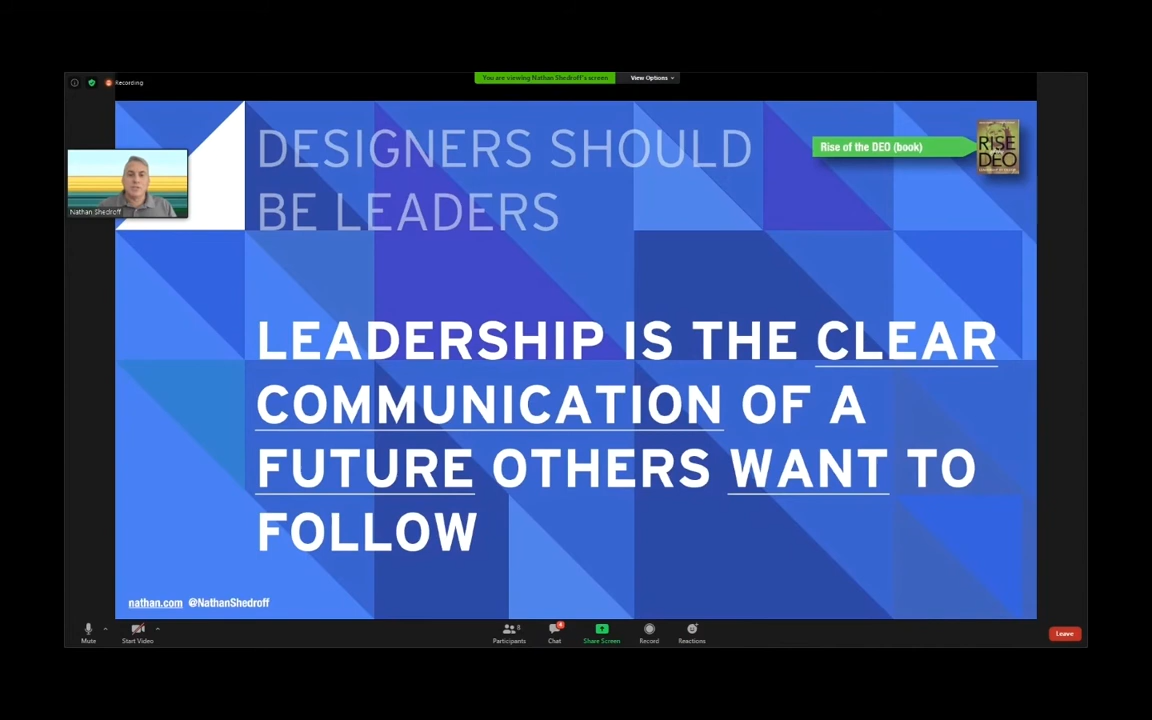 Recording
You are viewing Nathan Shedroff's screen
View Options
DESIGNERS SHOULD
BE LEADERS
Rise of the DEO (book)
RISE
DEO
Nathan Shedroff
LEADERSHIP IS THE CLEAR
COMMUNICATION OF A
FUTURE OTHERS WANT TO
FOLLOW
nathan.com @NathanShedroff
Mute
Start Video
Participants
8
Chat
Share Screen
Record
Reactions
Leave